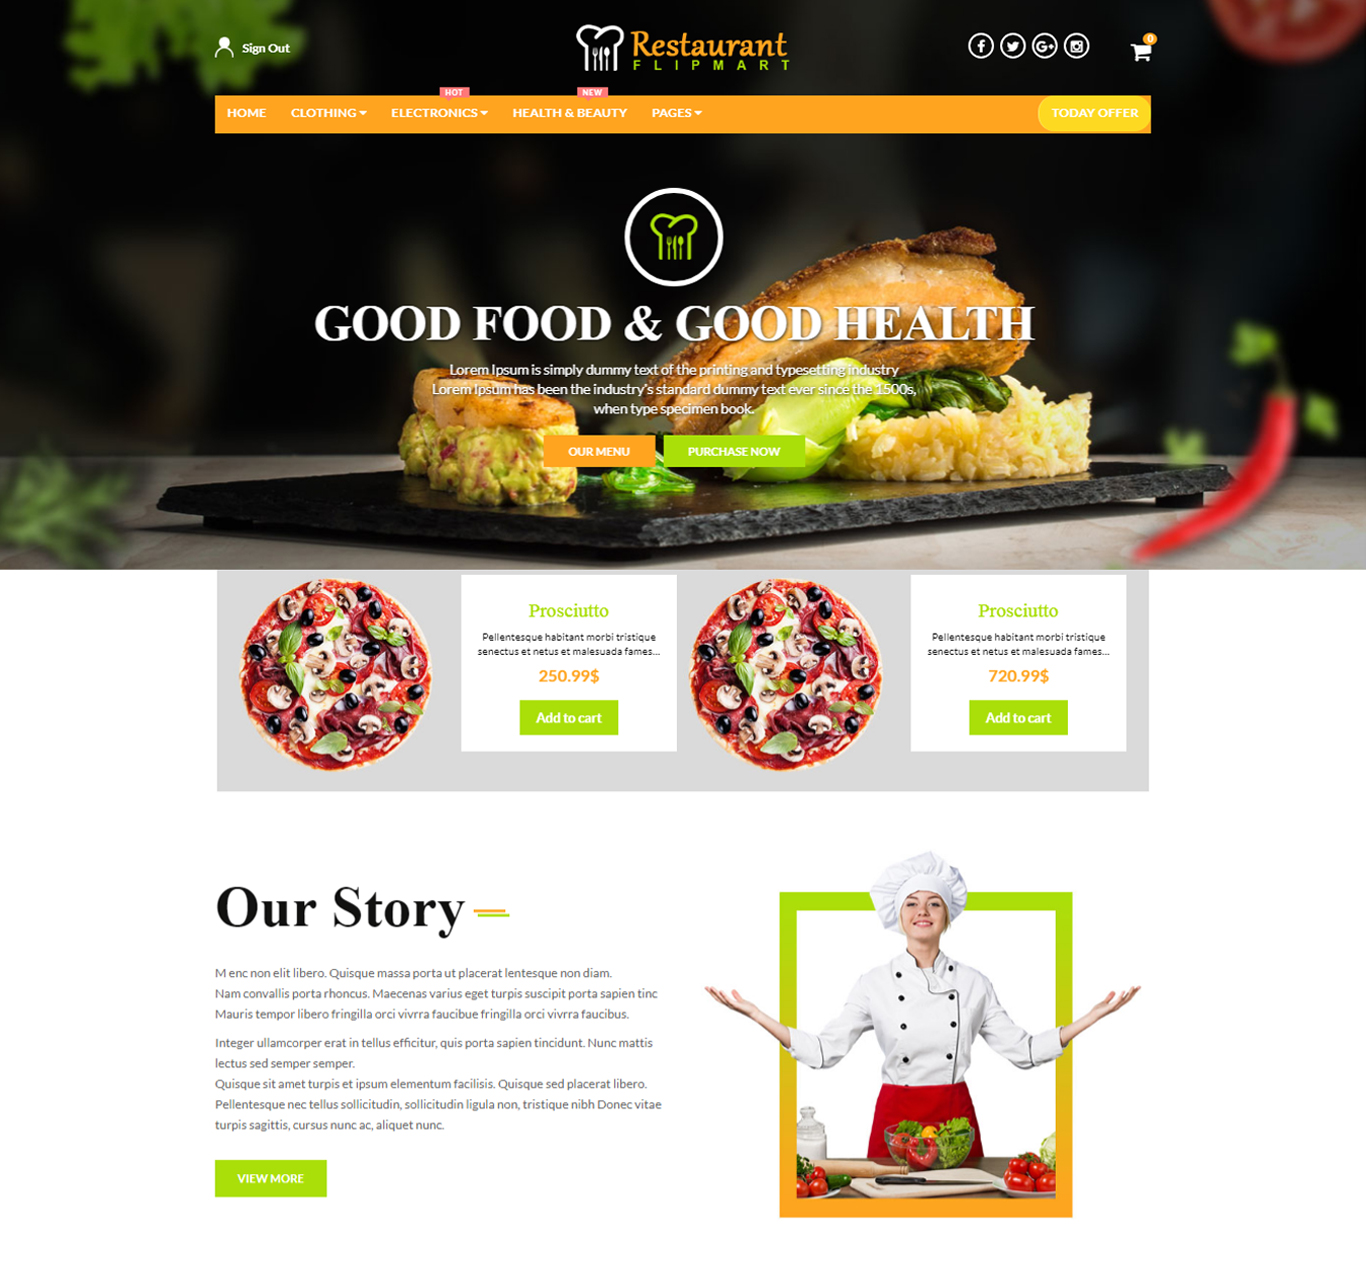 Sign Out
Restaurant
FLIPMART
0
HOT
NEW
HOME CLOTHING ELECTRONICS HEALTH & BEAUTY PAGES TODAY OFFER
GOOD FOOD & GOOD HEALTH
Lorem Ipsum is simply dummy text of the printing and typesetting industry
Lorem Ipsum has been the industry's standard dummy text ever since the 1500s,
when type specimen book.
OUR MENU PURCHASE NOW
Prosciutto
Pellentesque habitant morbi tristique
senectus et netus et malesuada fames...
250.99$
Add to cart
Prosciutto
Pellentesque habitant morbi tristique
senectus et netus et malesuada fames...
720.99$
Add to cart
Our Story
M enc non elit libero. Quisque massa porta ut placerat lentesque non diam.
Nam convallis porta rhoncus. Maecenas varius eget turpis suscipit porta sapien tinc
Mauris tempor libero fringilla orci vivrra faucibue fringilla orci vivrra faucibus.
Integer ullamcorper erat in tellus efficitur, quis porta sapien tincidunt. Nunc mattis
lectus sed semper semper.
Quisque sit amet turpis et ipsum elementum facilisis. Quisque sed placerat libero.
Pellentesque nec tellus sollicitudin, sollicitudin ligula non, tristique nibh Donec vitae
turpis sagittis, cursus nunc ac, aliquet nunc.
VIEW MORE